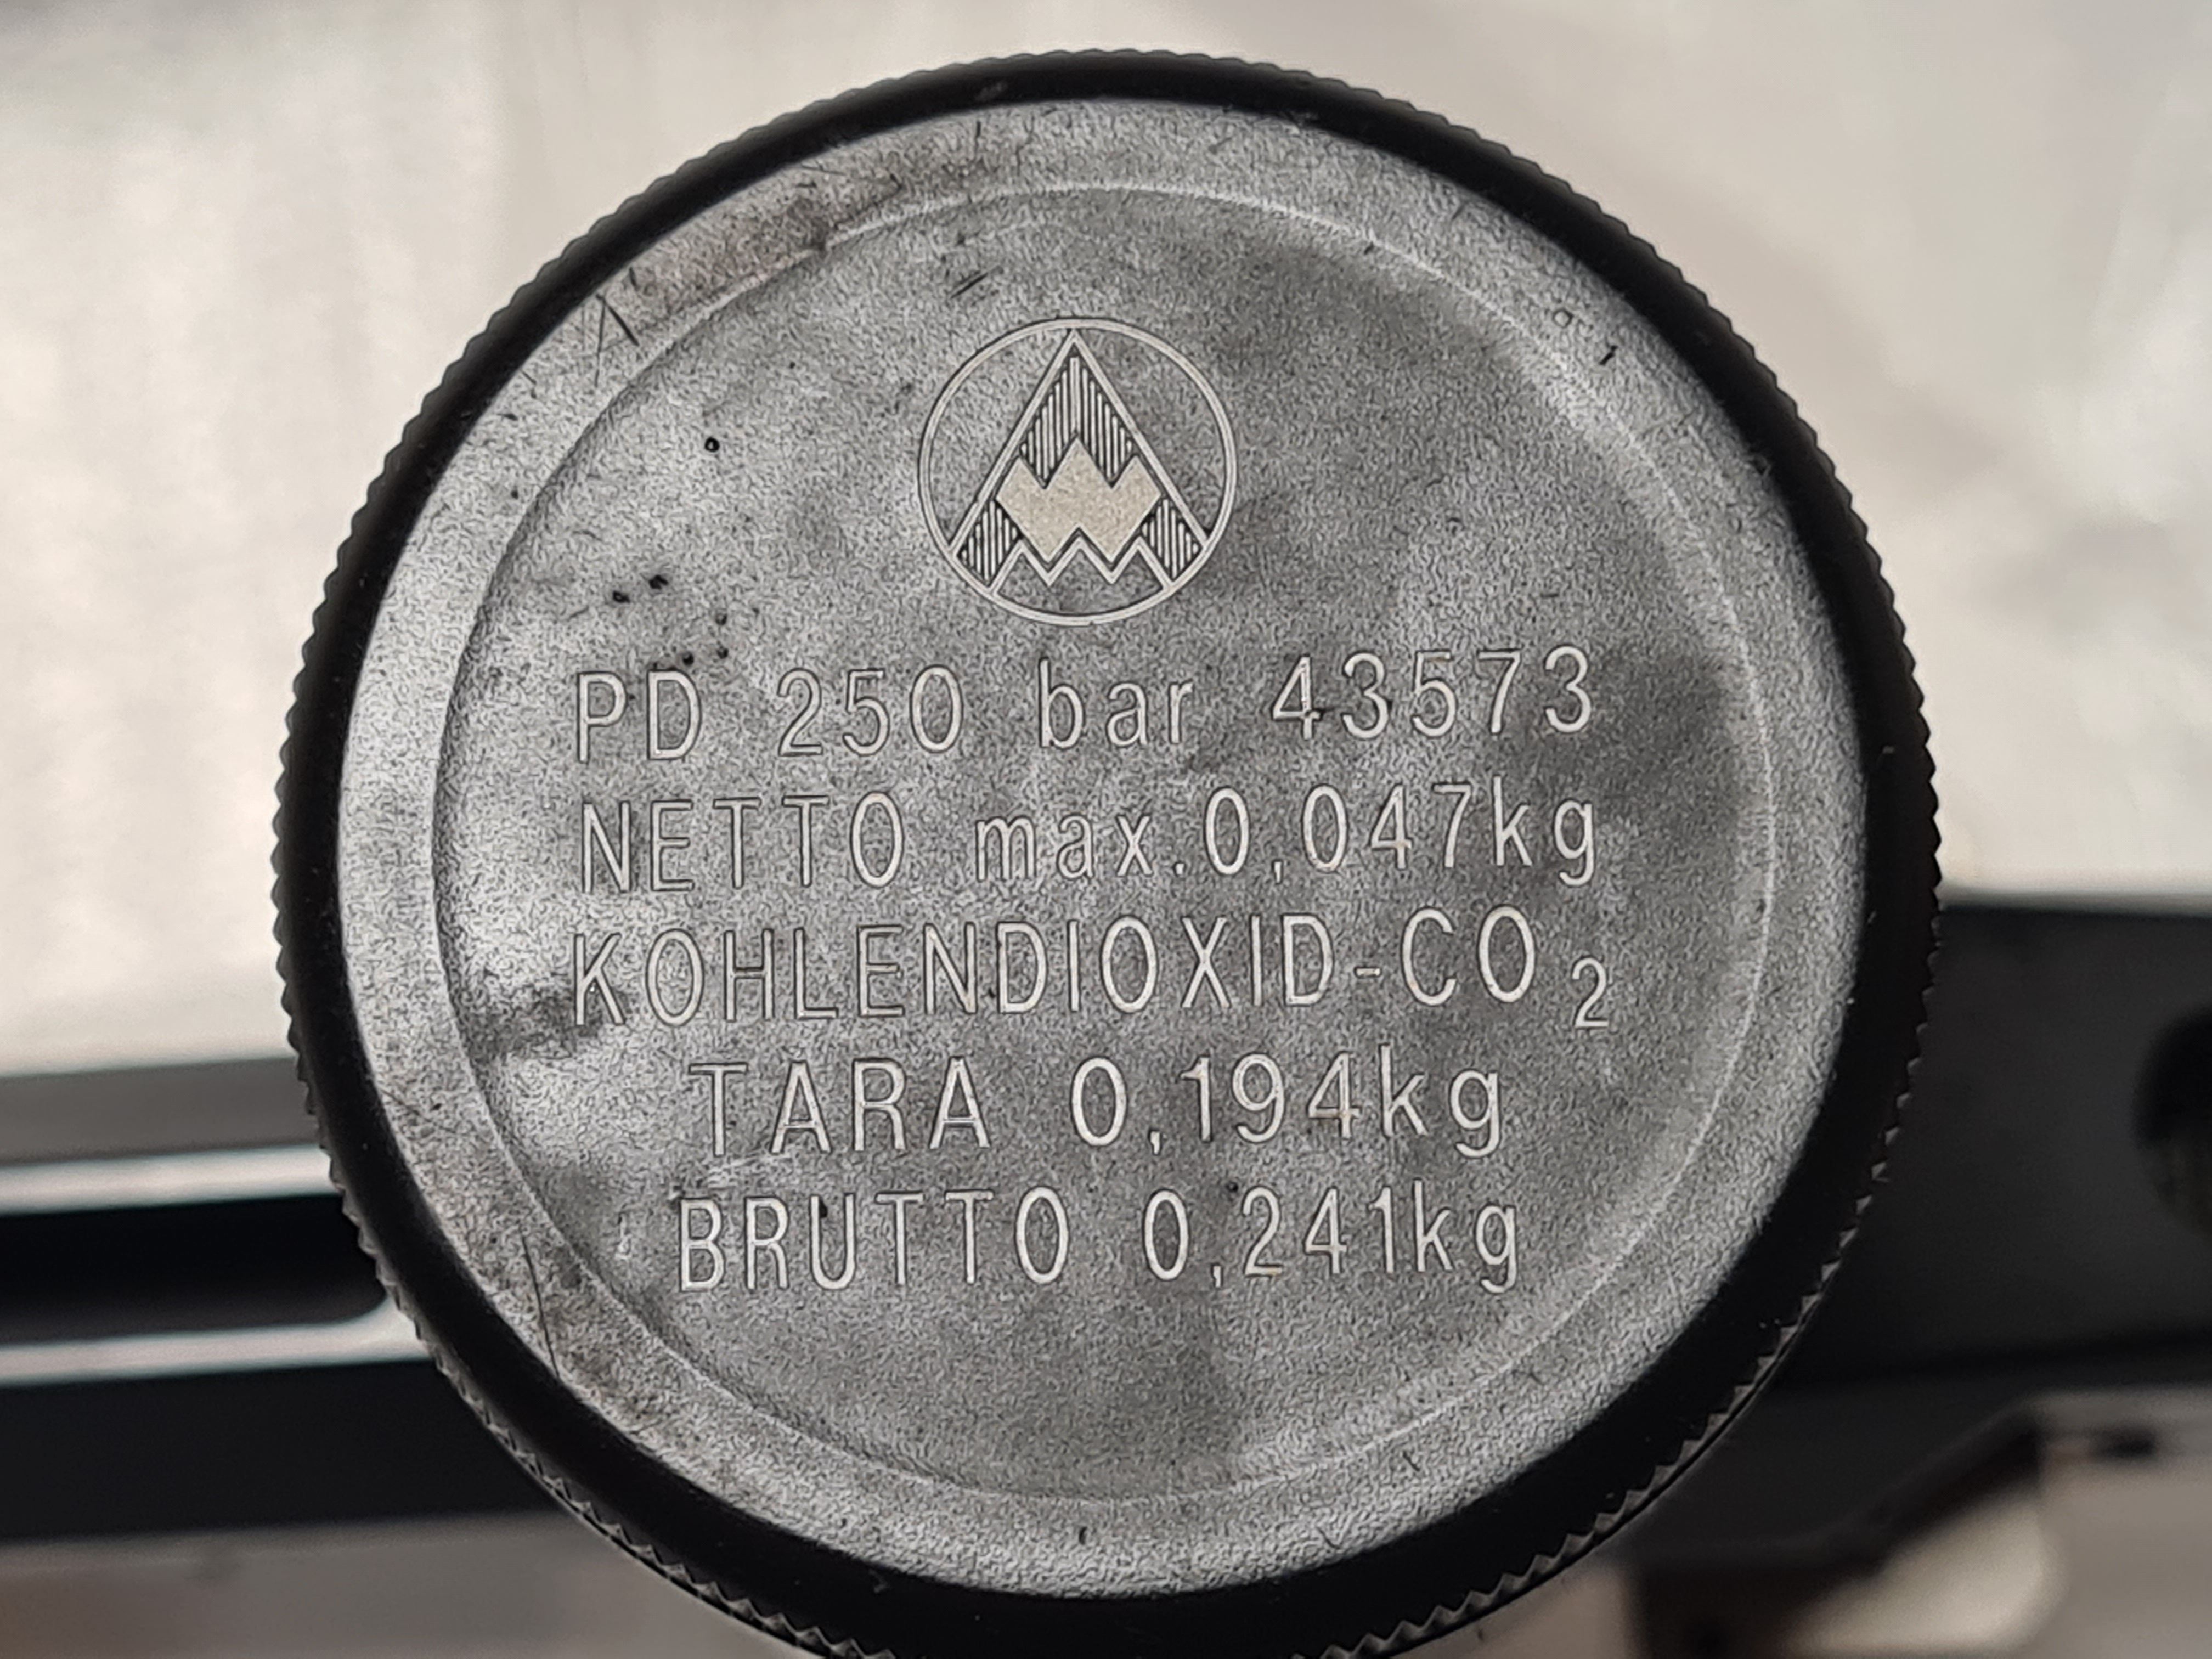 PD 250 bar 43573
NETTO max.0,047kg
KOHLENDIOXID-CO₂
TARA 0,194kg
BRUTTO 0,241kg